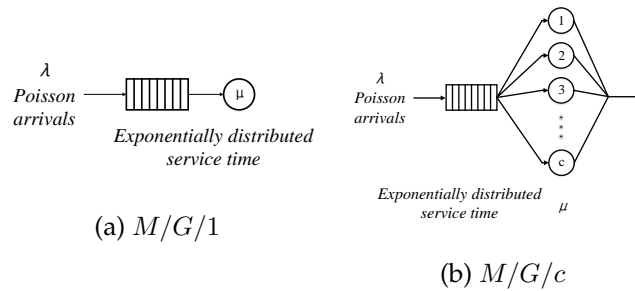 λ
Poisson
arrivals
μ
Exponentially distributed
service time
(a) M/G/1
λ
Poisson
arrivals
1
2
3
c
Exponentially distributed
service time
μ
(b) M/G/c